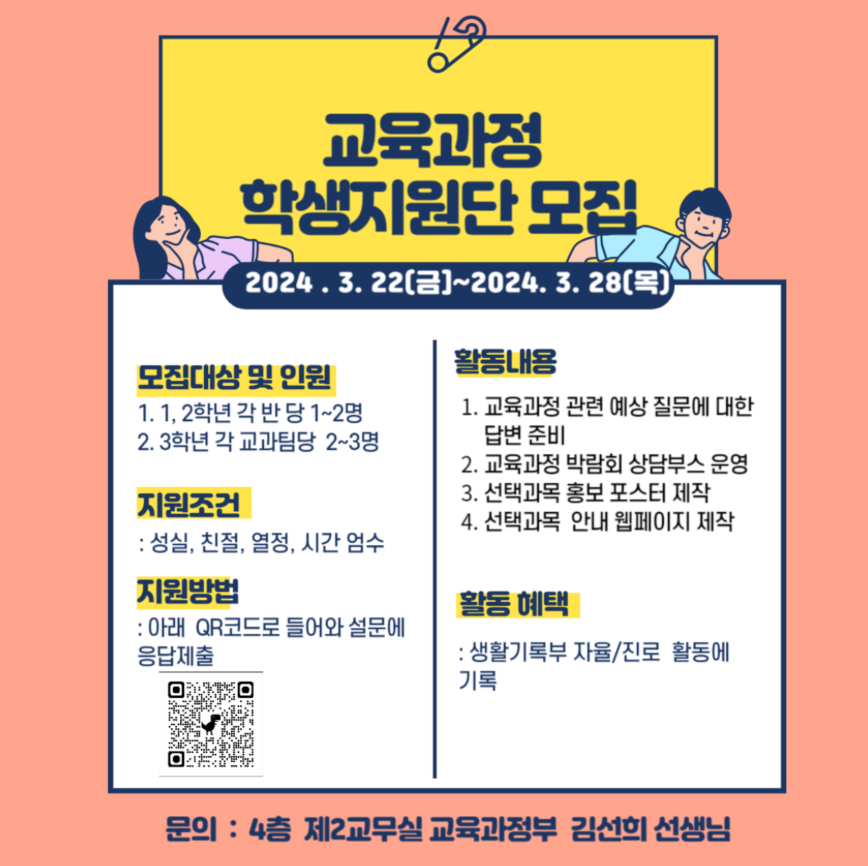 교육과정
학생지원단 모집
2024 . 3. 22(금)~2024. 3. 28(목)
모집대상 및 인원
1. 1, 2학년 각 반 당 1~2명
2. 3학년 각 교과팀당 2~3명
지원조건
: 성실, 친절, 열정, 시간 엄수
지원방법
: 아래 QR코드로 들어와 설문에
응답제출
활동내용
1. 교육과정 관련 예상 질문에 대한
답변 준비
2. 교육과정 박람회 상담부스 운영
3. 선택과목 홍보 포스터 제작
4. 선택과목 안내 웹페이지 제작
활동 혜택
: 생활기록부 자율/진로 활동에
기록
문의 : 4층 제2교무실 교육과정부 김선희 선생님